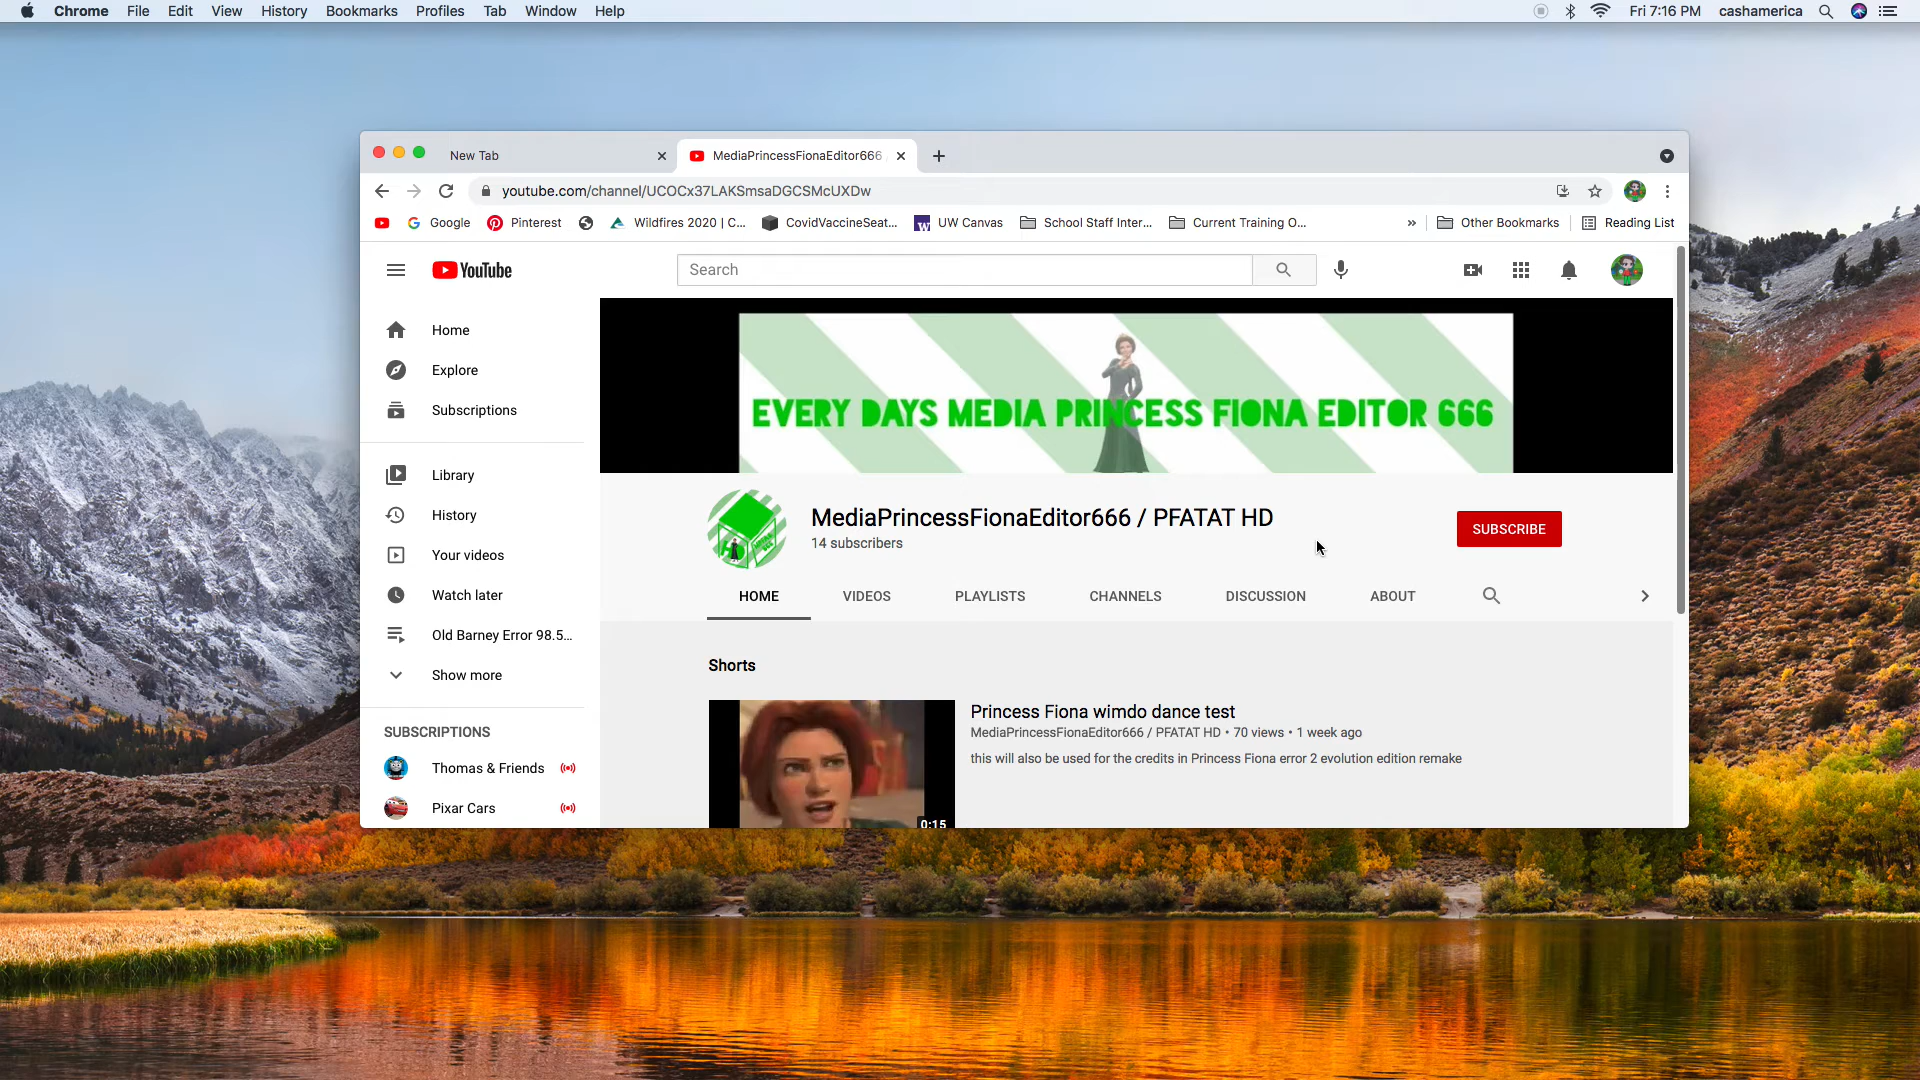 Chrome File Edit View History Bookmarks Profiles Tab Window Help Fri 7:16 PM cashamerica
New Tab MediaPrincessFionaEditor666
youtube.com/channel/UCOCx37LAKSmsaDGCSMcUXDw
Google Pinterest Wildfires 2020 | C... CovidVaccineSeat... UW Canvas School Staff Inter... Current Training O... » Other Bookmarks Reading List
YouTube Search
Home
Explore
Subscriptions
Library
History
Your videos
Watch later
Old Barney Error 98.5...
Show more
SUBSCRIPTIONS
Thomas & Friends
Pixar Cars
EVERY DAYS MEDIA PRINCESS FIONA EDITOR 666
MediaPrincessFionaEditor666 / PFATAT HD
14 subscribers
SUBSCRIBE
HOME VIDEOS PLAYLISTS CHANNELS DISCUSSION ABOUT
Shorts
Princess Fiona wimdo dance test
MediaPrincessFionaEditor666 / PFATAT HD • 70 views • 1 week ago
this will also be used for the credits in Princess Fiona error 2 evolution edition remake
0:15